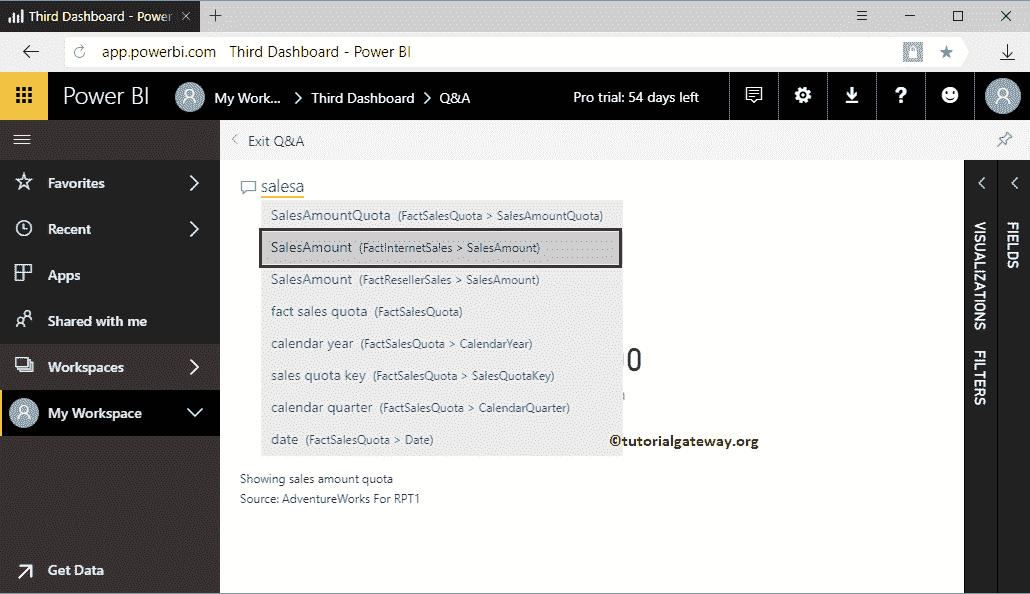 Third Dashboard - Power
app.powerbi.com Third Dashboard - Power BI
Power BI My Work... > Third Dashboard > Q&A Pro trial: 54 days left ?
Exit Q&A
Favorites
Recent
Apps
Shared with me
Workspaces
My Workspace
Get Data
salesa
SalesAmountQuota (FactSalesQuota > SalesAmountQuota)
SalesAmount (FactInternetSales > SalesAmount)
SalesAmount (FactResellerSales > SalesAmount)
fact sales quota (FactSalesQuota)
calendar year (FactSalesQuota > CalendarYear)
sales quota key (FactSalesQuota > SalesQuotaKey)
calendar quarter (FactSalesQuota > CalendarQuarter)
date (FactSalesQuota > Date)
0
©tutorialgateway.org
Showing sales amount quota
Source: AdventureWorks For RPT1
VISUALIZATIONS
FILTERS
FIELDS